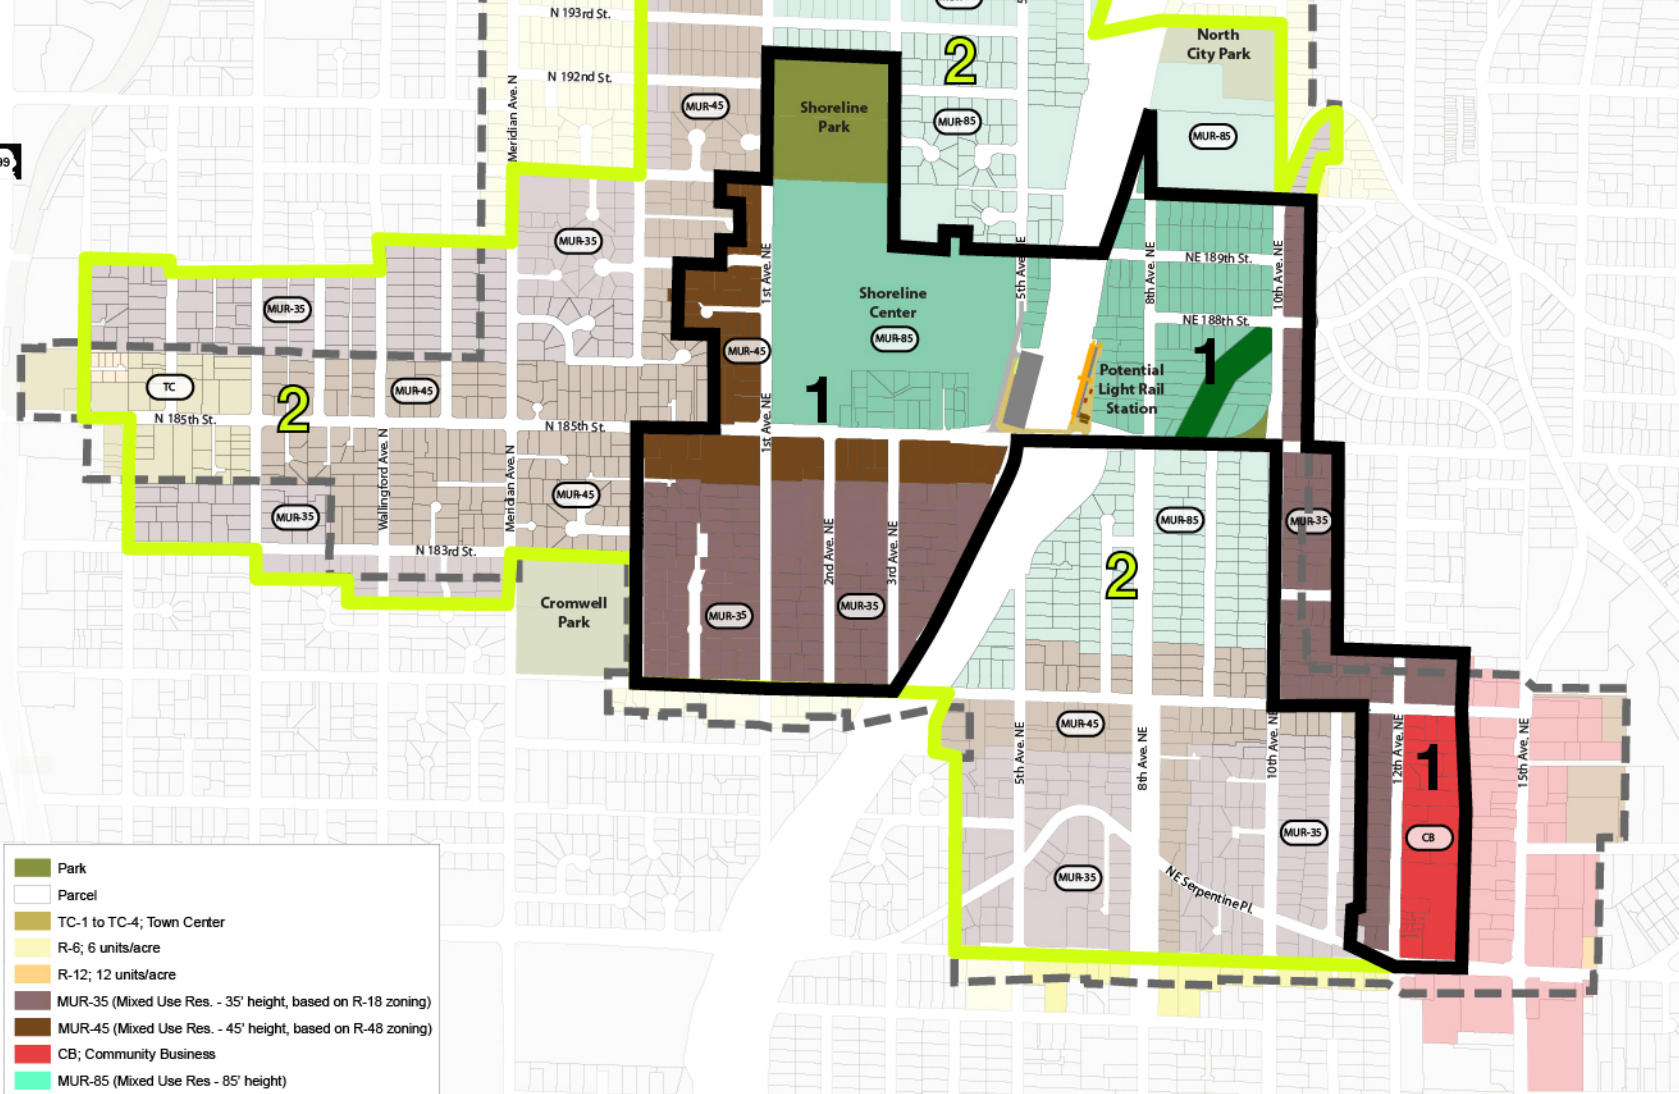 N 193rd St.
North
City Park
2
N 192nd St.
Meridian Ave. N
MUR-45
Shoreline
Park
MUR-85
MUR-85
99
MUR-35
5th Ave. NE
8th Ave. NE
NE 189th St.
10th Ave. NE
1st Ave. NE
Shoreline
Center
MUR-85
MUR-35
NE 188th St.
MUR-45
1
1
Potential
Light Rail
Station
TC
2
MUR-45
N 185th St.
N 185th St.
1st Ave. NE
Wallingford Ave. N
Meridian Ave. N
MUR-45
MUR-35
MUR-85
MUR-35
N 183rd St.
2nd Ave. NE
3rd Ave. NE
2
Cromwell
Park
MUR-35
MUR-35
MUR-45
5th Ave. NE
8th Ave. NE
10th Ave. NE
12th Ave. NE
15th Ave. NE
1
MUR-35
CB
MUR-35
NE Serpentine Pl.
Park
Parcel
TC-1 to TC-4; Town Center
R-6; 6 units/acre
R-12; 12 units/acre
MUR-35 (Mixed Use Res. - 35' height, based on R-18 zoning)
MUR-45 (Mixed Use Res. - 45' height, based on R-48 zoning)
CB; Community Business
MUR-85 (Mixed Use Res - 85' height)